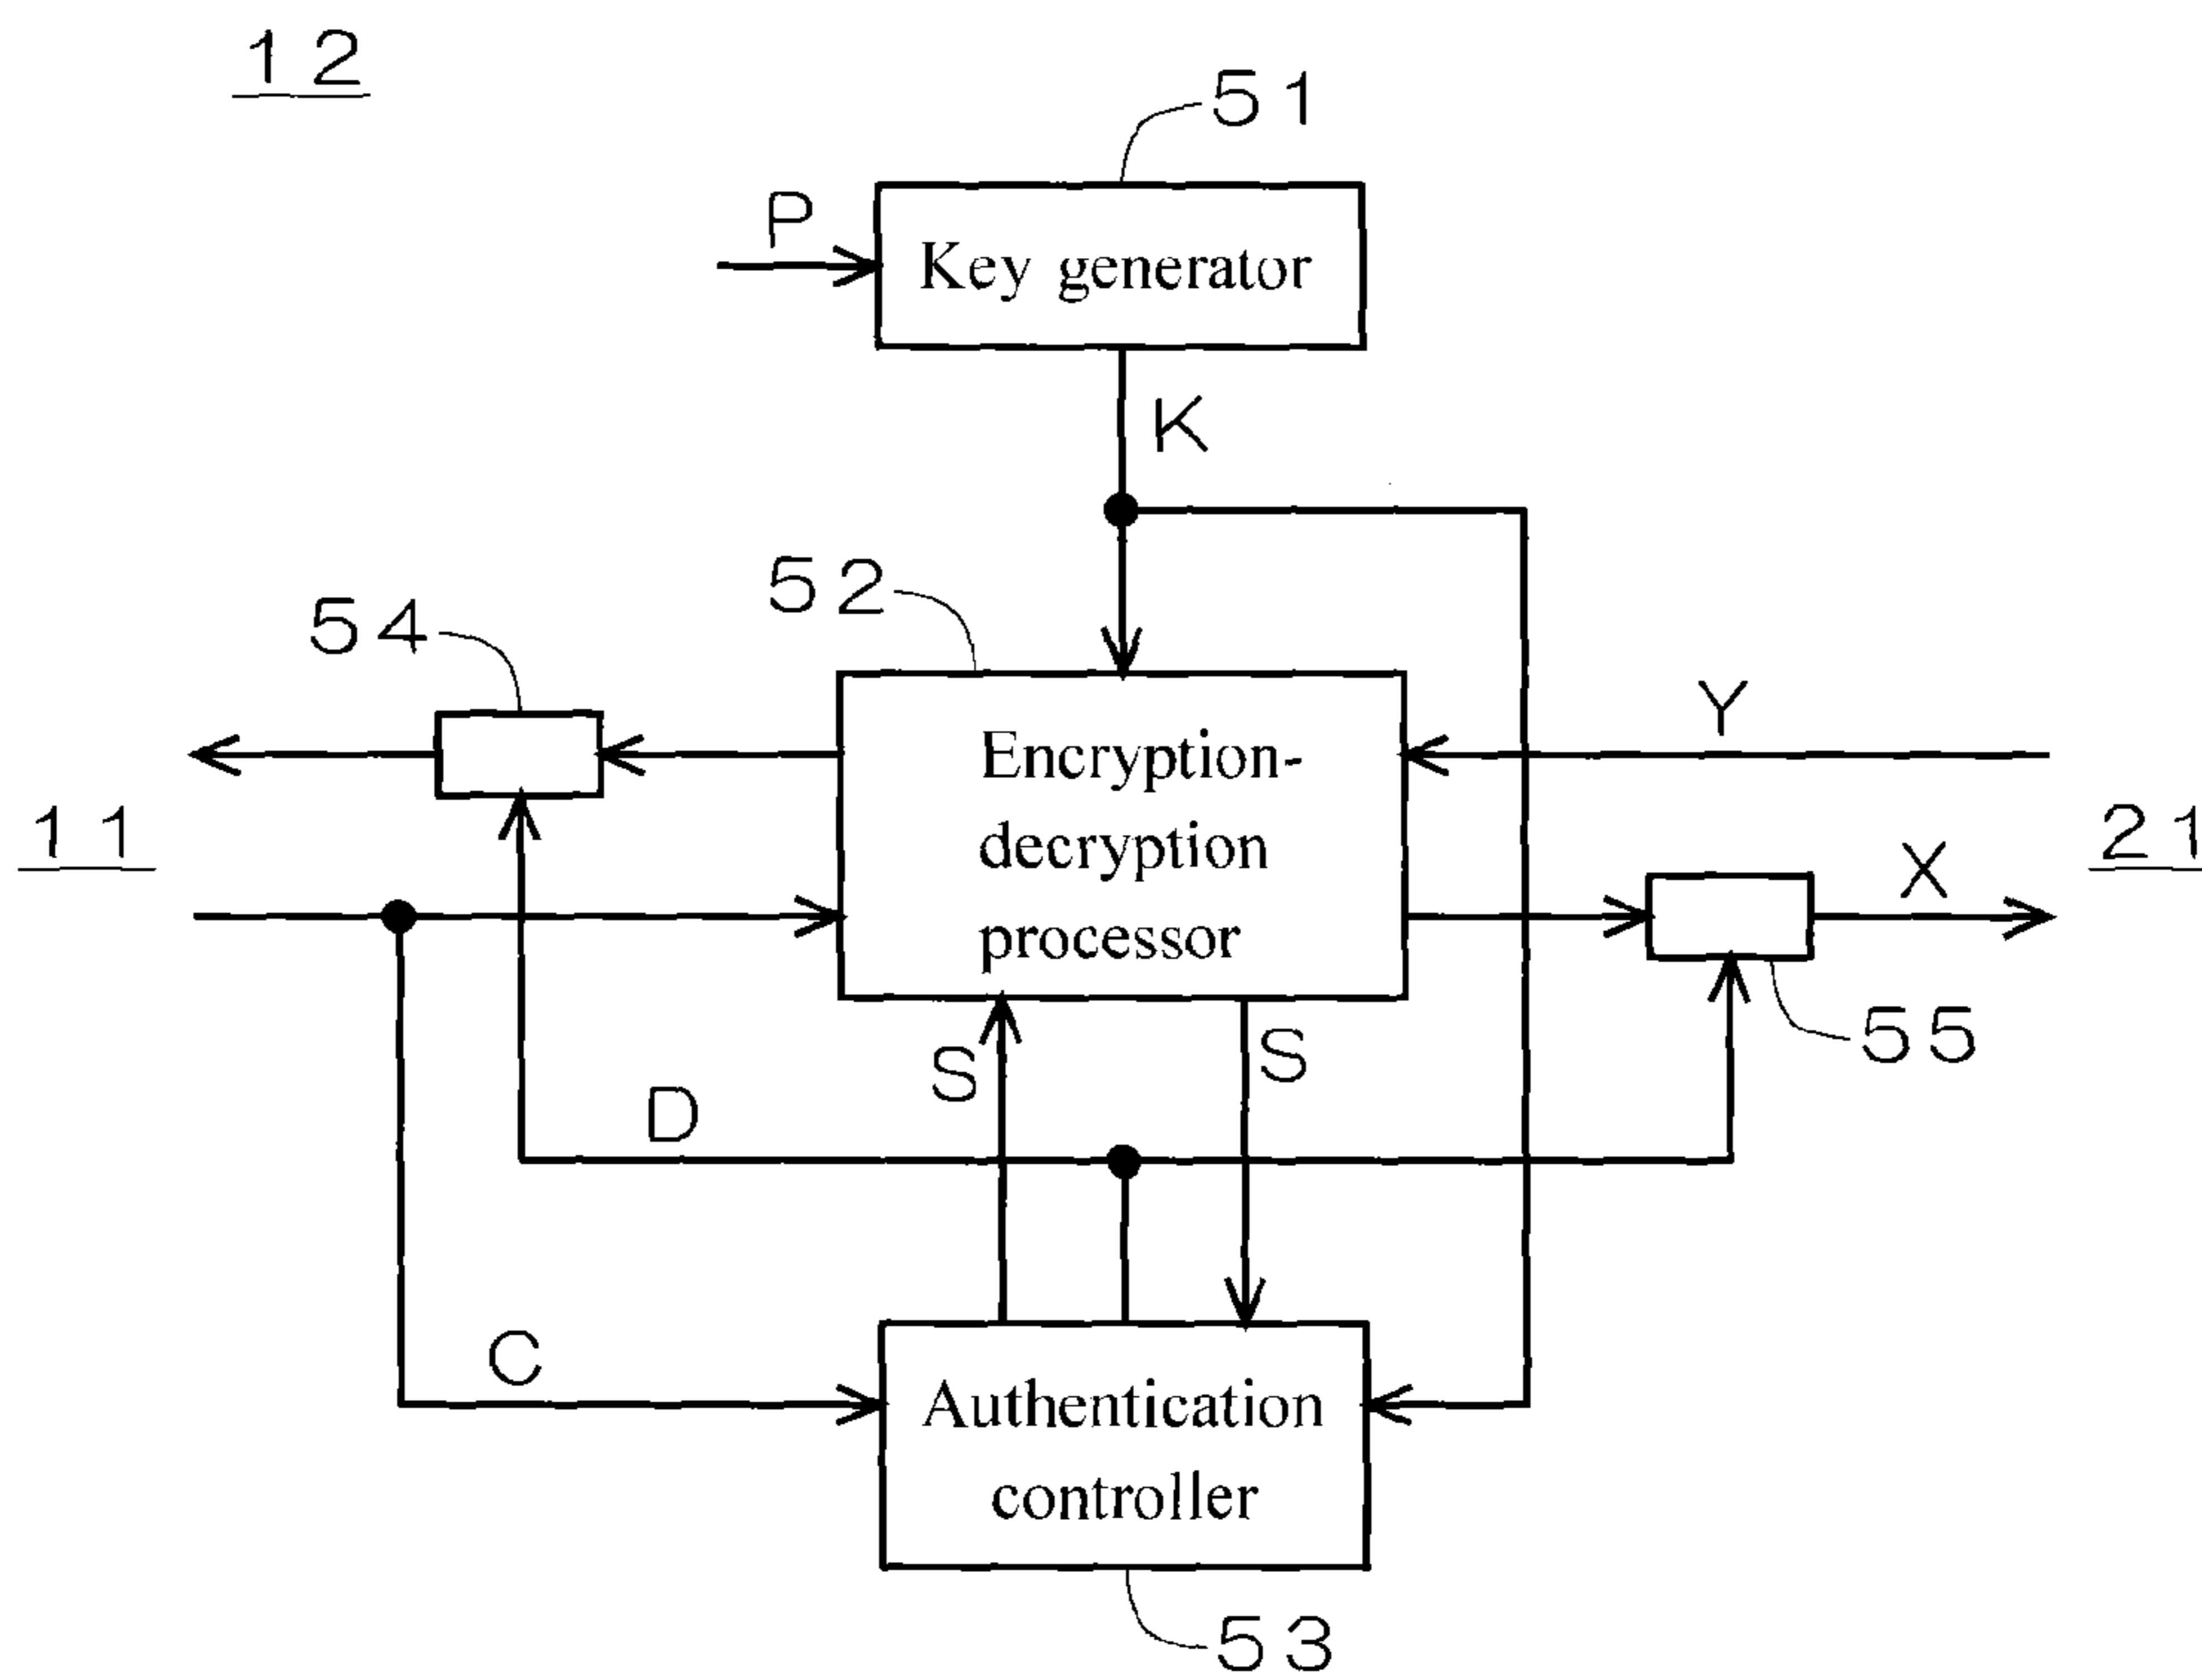 12
51
P
Key generator
K
52
54
Y
Encryption-
decryption
processor
11
21
X
55
S
S
D
C
Authentication
controller
53